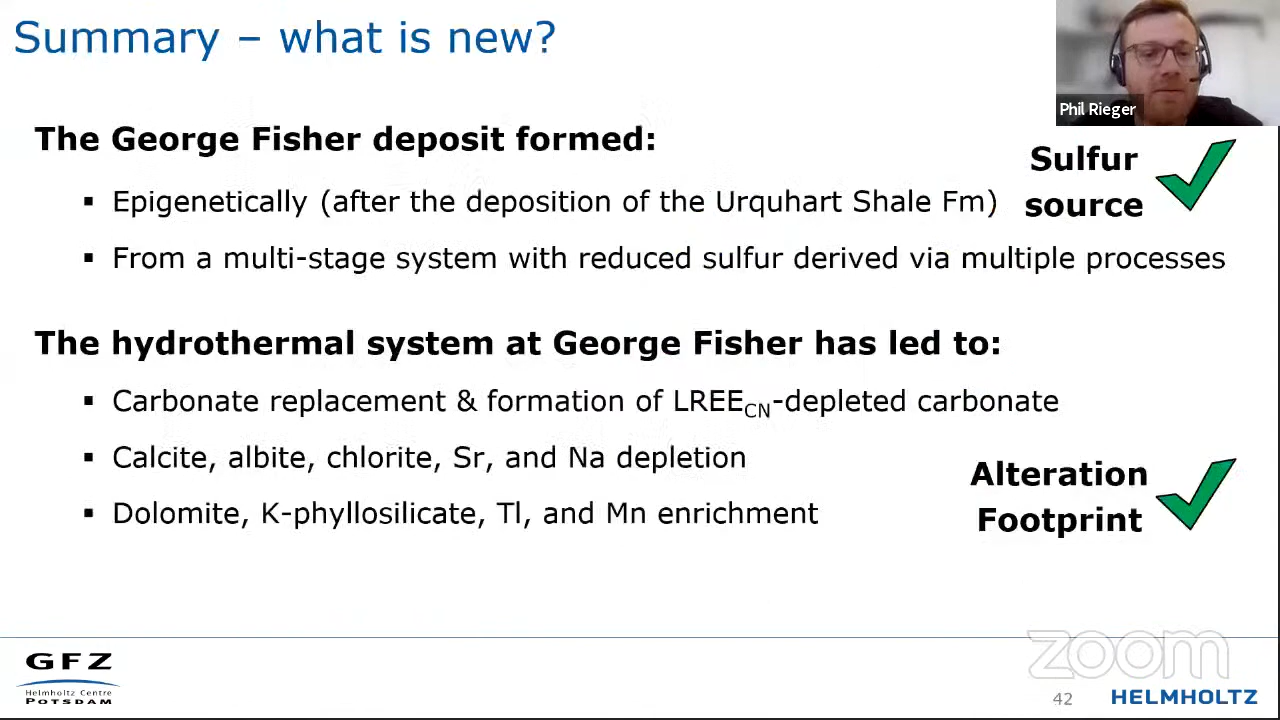 Summary – what is new?
Phil Rieger
The George Fisher deposit formed:
Sulfur
source
▪ Epigenetically (after the deposition of the Urquhart Shale Fm)
▪ From a multi-stage system with reduced sulfur derived via multiple processes
The hydrothermal system at George Fisher has led to:
▪ Carbonate replacement & formation of LREECN-depleted carbonate
▪ Calcite, albite, chlorite, Sr, and Na depletion
▪ Dolomite, K-phyllosilicate, Tl, and Mn enrichment
Alteration
Footprint
GFZ
Helmholtz Centre
POTSDAM
zoom
42
HELMHOLTZ